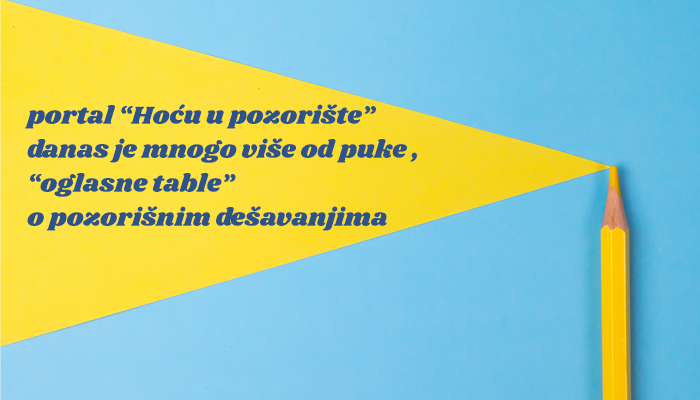 portal “Hoću u pozorište”
danas je mnogo više od puke ,
“oglasne table”
o pozorišnim dešavanjima